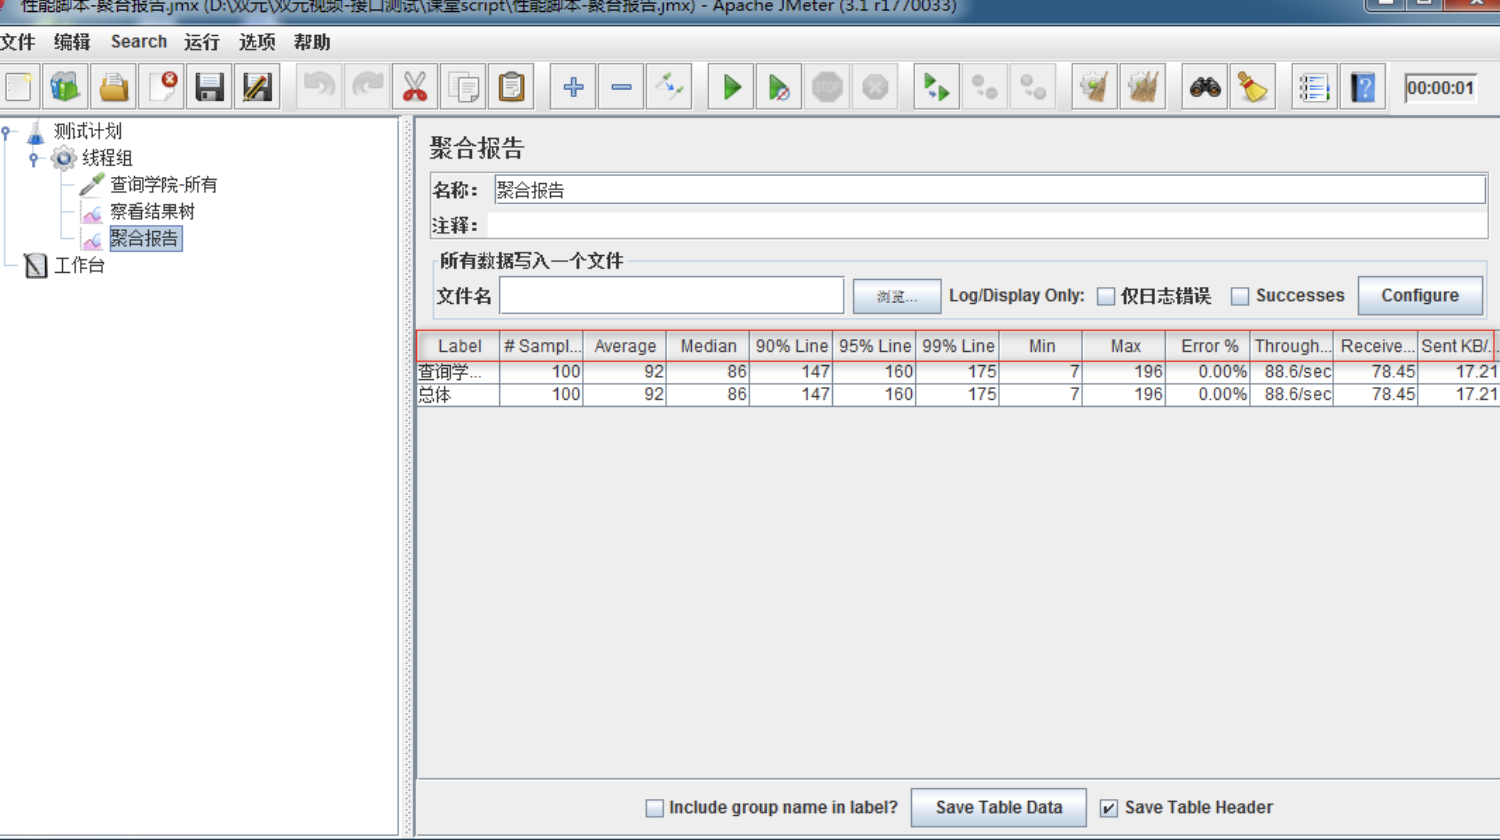 性能脚本-聚合报告.jmx (D:\双元\双元视频-接口测试\课堂script\性能脚本-聚合报告.jmx) - Apache JMeter (3.1 r1770033)
文件 编辑 Search 运行 选项 帮助
STOP 00:00:01
测试计划
线程组
查询学院-所有
察看结果树
聚合报告
工作台
聚合报告
名称： 聚合报告
注释：
所有数据写入一个文件
文件名 浏览... Log/Display Only: 仅日志错误 Successes Configure
Label # Sampl... Average Median 90% Line 95% Line 99% Line Min Max Error % Through... Receive... Sent KB/...
查询学... 100 92 86 147 160 175 7 196 0.00% 88.6/sec 78.45 17.21
总体 100 92 86 147 160 175 7 196 0.00% 88.6/sec 78.45 17.21
Include group name in label? Save Table Data Save Table Header